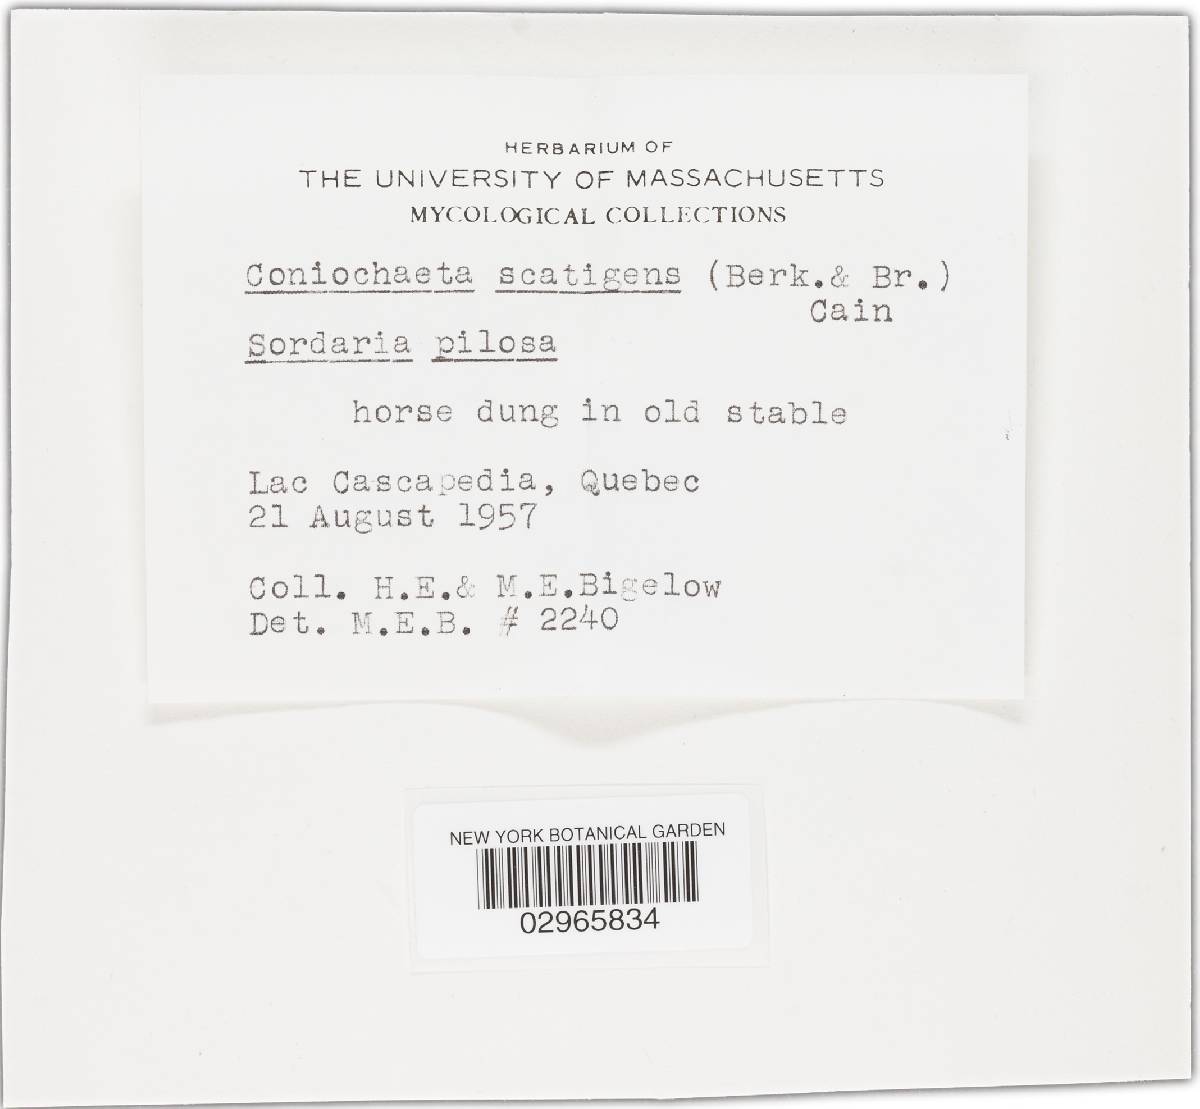 HERBARIUM OF
THE UNIVERSITY OF MASSACHUSETTS
MYCOLOGICAL COLLECTIONS
Coniochaeta scatigens (Berk.& Br.)
Cain
Sordaria pilosa
horse dung in old stable
Lac Cascapedia, Quebec
21 August 1957
Coll. H.E.& M.E.Bigelow
Det. M.E.B. # 2240
NEW YORK BOTANICAL GARDEN
02965834